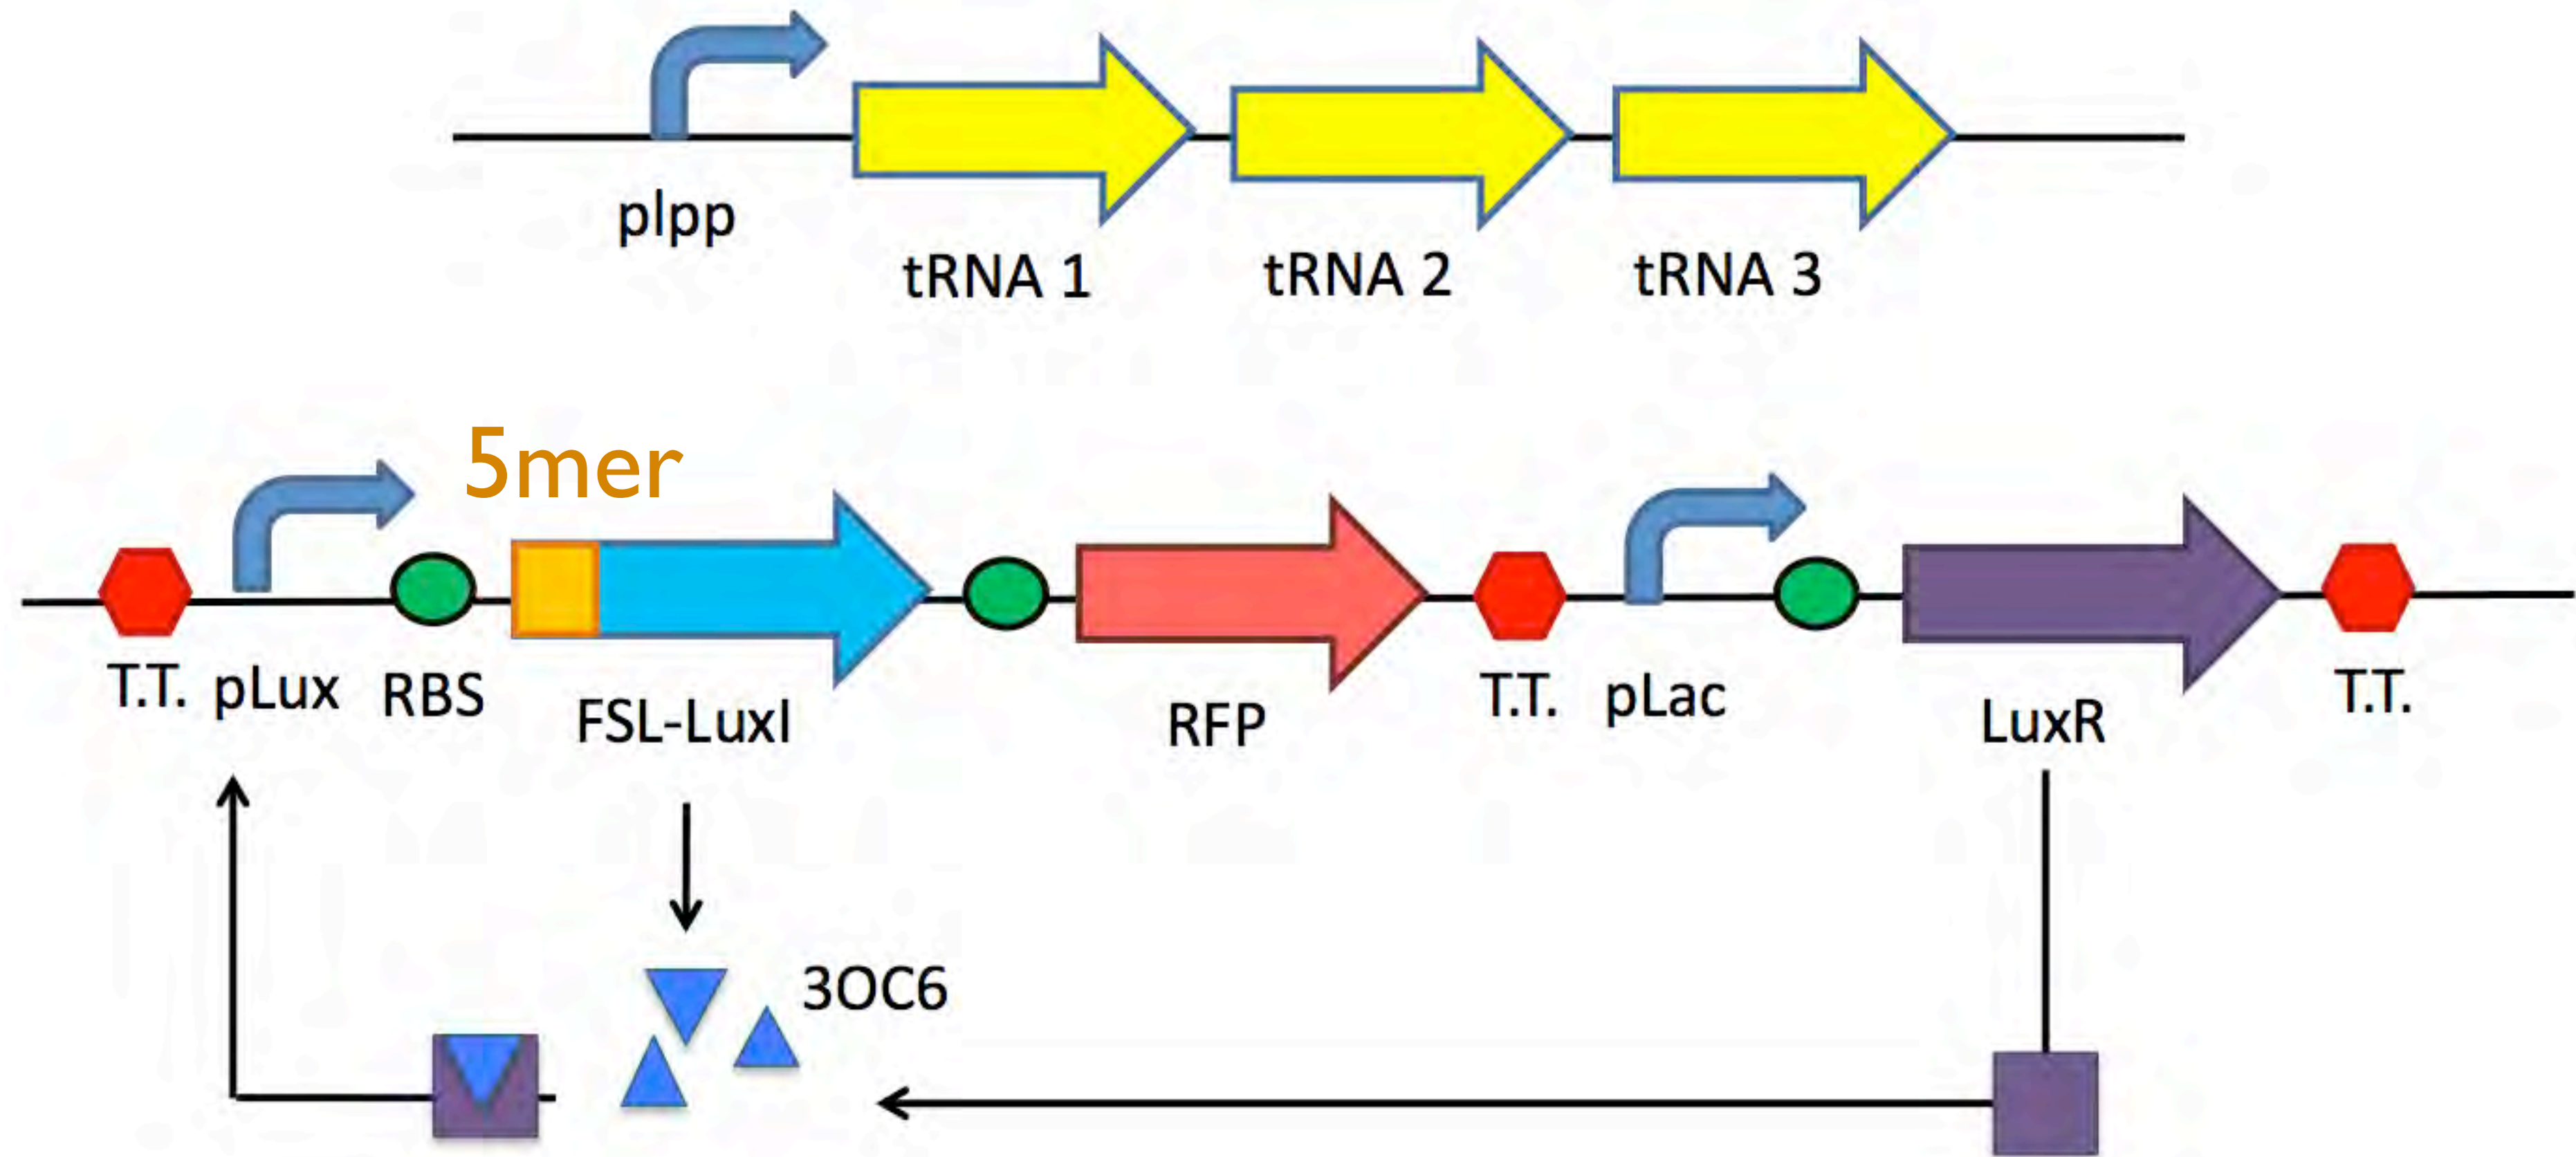 plpp
tRNA 1
tRNA 2
tRNA 3
5mer
T.T.
pLux
RBS
FSL-LuxI
RFP
T.T.
pLac
LuxR
T.T.
3OC6